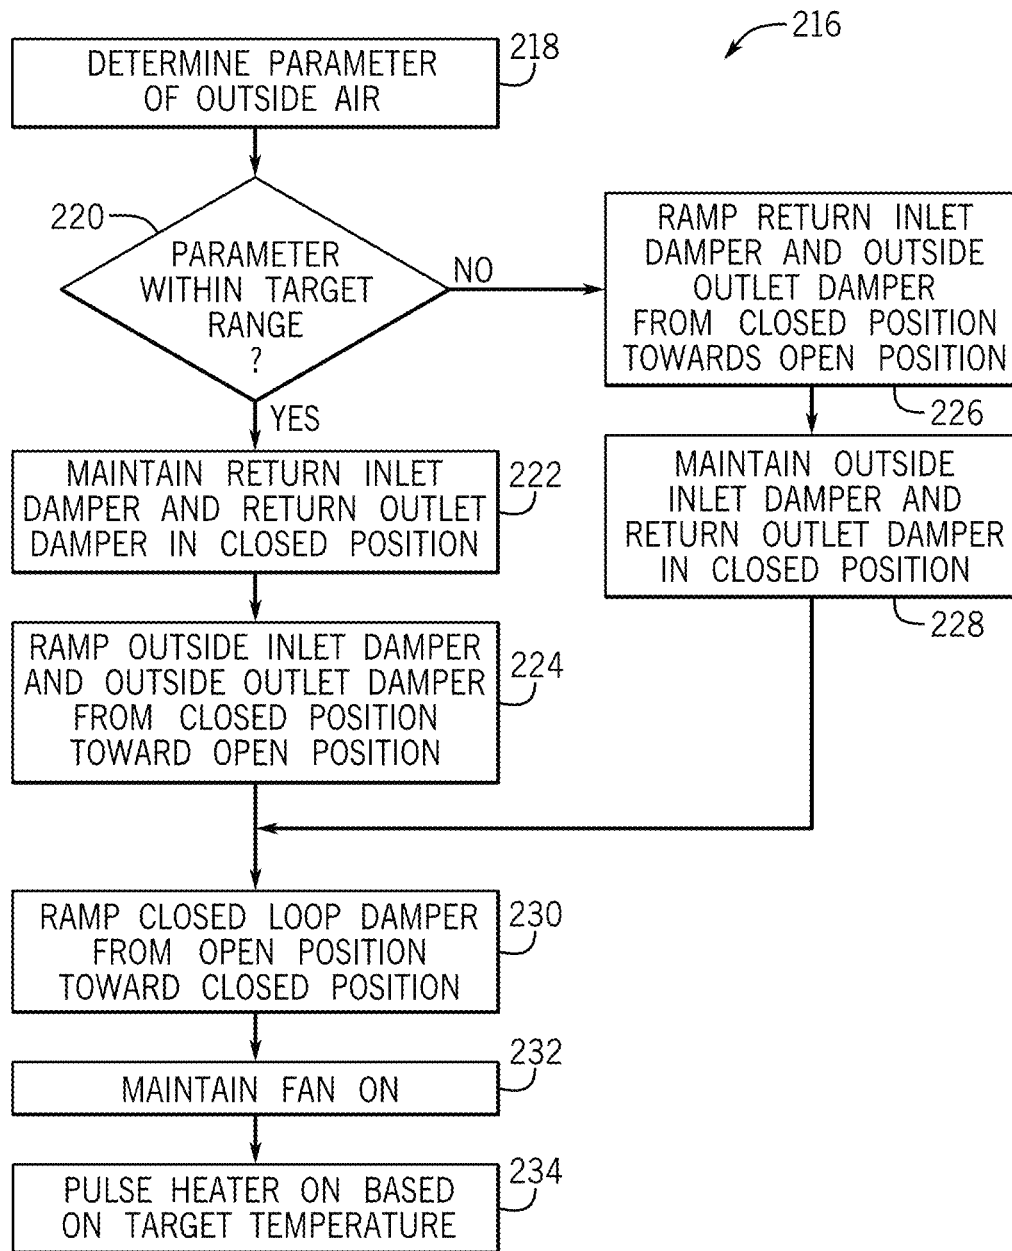 216
DETERMINE PARAMETER
OF OUTSIDE AIR
218
220
PARAMETER
WITHIN TARGET
RANGE
?
NO
YES
RAMP RETURN INLET
DAMPER AND OUTSIDE
OUTLET DAMPER
FROM CLOSED POSITION
TOWARDS OPEN POSITION
226
MAINTAIN RETURN INLET
DAMPER AND RETURN OUTLET
DAMPER IN CLOSED POSITION
222
MAINTAIN OUTSIDE
INLET DAMPER AND
RETURN OUTLET DAMPER
IN CLOSED POSITION
228
RAMP OUTSIDE INLET DAMPER
AND OUTSIDE OUTLET DAMPER
FROM CLOSED POSITION
TOWARD OPEN POSITION
224
RAMP CLOSED LOOP DAMPER
FROM OPEN POSITION
TOWARD CLOSED POSITION
230
MAINTAIN FAN ON
232
PULSE HEATER ON BASED
ON TARGET TEMPERATURE
234